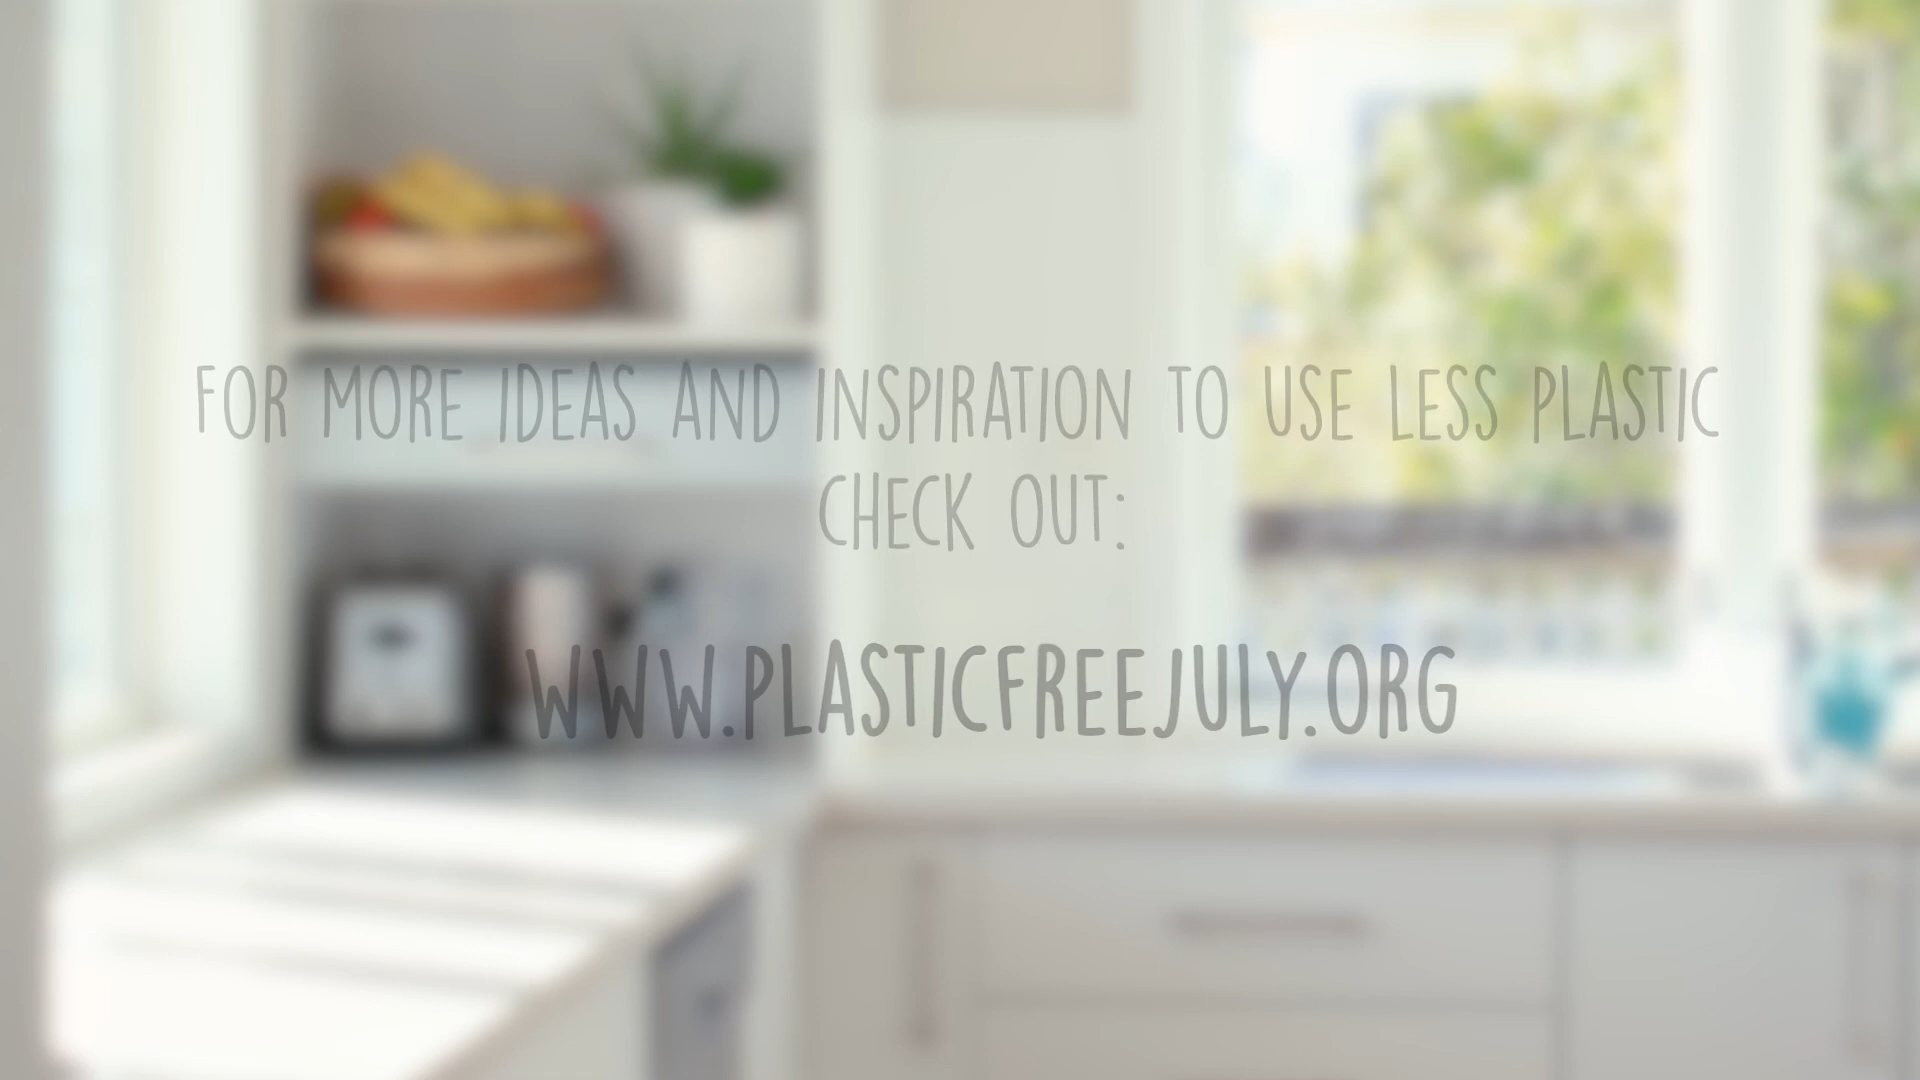 FOR MORE IDEAS AND INSPIRATION TO USE LESS PLASTIC
CHECK OUT:
WWW.PLASTICFREEJULY.ORG